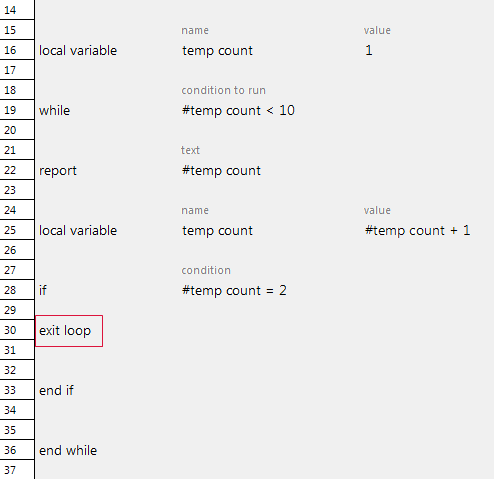 14
15 name value
16 local variable temp count 1
17
18 condition to run
19 while #temp count < 10
20
21 text
22 report #temp count
23
24 name value
25 local variable temp count #temp count + 1
26
27 condition
28 if #temp count = 2
29
30 exit loop
31
32
33 end if
34
35
36 end while
37